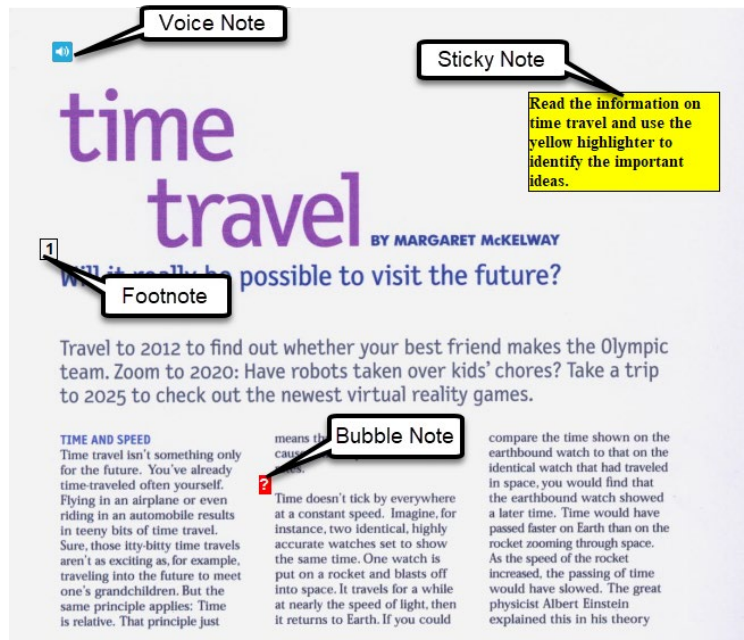 Voice Note
Sticky Note
Read the information on
time travel and use the
yellow highlighter to
identify the important
ideas.
time
travel
BY MARGARET McKELWAY
1
Footnote
Will it really be possible to visit the future?
Travel to 2012 to find out whether your best friend makes the Olympic
team. Zoom to 2020: Have robots taken over kids' chores? Take a trip
to 2025 to check out the newest virtual reality games.
TIME AND SPEED
Time travel isn't something only
for the future. You've already
time-traveled often yourself.
Flying in an airplane or even
riding in an automobile results
in teeny bits of time travel.
Sure, those itty-bitty time travels
aren't as exciting as, for example,
traveling into the future to meet
one's grandchildren. But the
same principle applies: Time
is relative. That principle just
means
Bubble Note
?
Time doesn't tick by everywhere
at a constant speed. Imagine, for
instance, two identical, highly
accurate watches set to show
the same time. One watch is
put on a rocket and blasts off
into space. It travels for a while
at nearly the speed of light, then
it returns to Earth. If you could
compare the time shown on the
earthbound watch to that on the
identical watch that had traveled
in space, you would find that
the earthbound watch showed
a later time. Time would have
passed faster on Earth than on the
rocket zooming through space.
As the speed of the rocket
increased, the passing of time
would have slowed. The great
physicist Albert Einstein
explained this in his theory